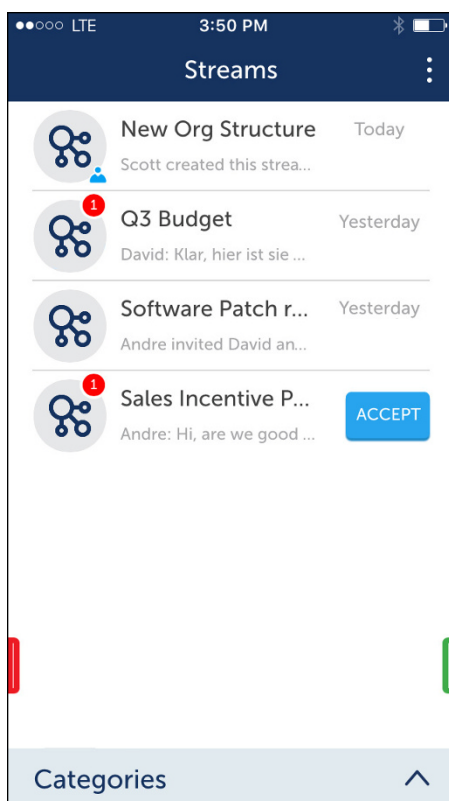 LTE 3:50 PM
Streams
New Org Structure Today
Scott created this strea...
1
Q3 Budget Yesterday
David: Klar, hier ist sie ...
Software Patch r... Yesterday
Andre invited David an...
1
Sales Incentive P...
ACCEPT
Andre: Hi, are we good ...
Categories